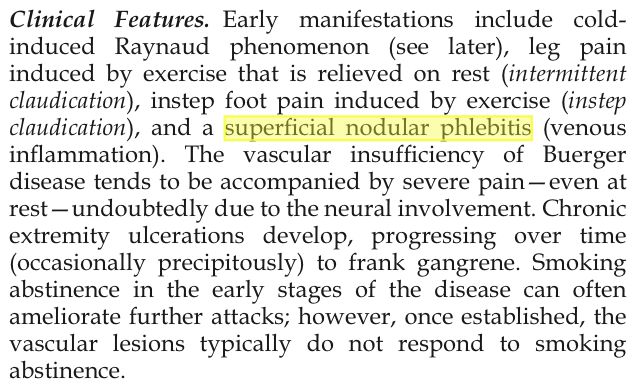 Clinical Features. Early manifestations include cold-
induced Raynaud phenomenon (see later), leg pain
induced by exercise that is relieved on rest (intermittent
claudication), instep foot pain induced by exercise (instep
claudication), and a superficial nodular phlebitis (venous
inflammation). The vascular insufficiency of Buerger
disease tends to be accompanied by severe pain—even at
rest—undoubtedly due to the neural involvement. Chronic
extremity ulcerations develop, progressing over time
(occasionally precipitously) to frank gangrene. Smoking
abstinence in the early stages of the disease can often
ameliorate further attacks; however, once established, the
vascular lesions typically do not respond to smoking
abstinence.